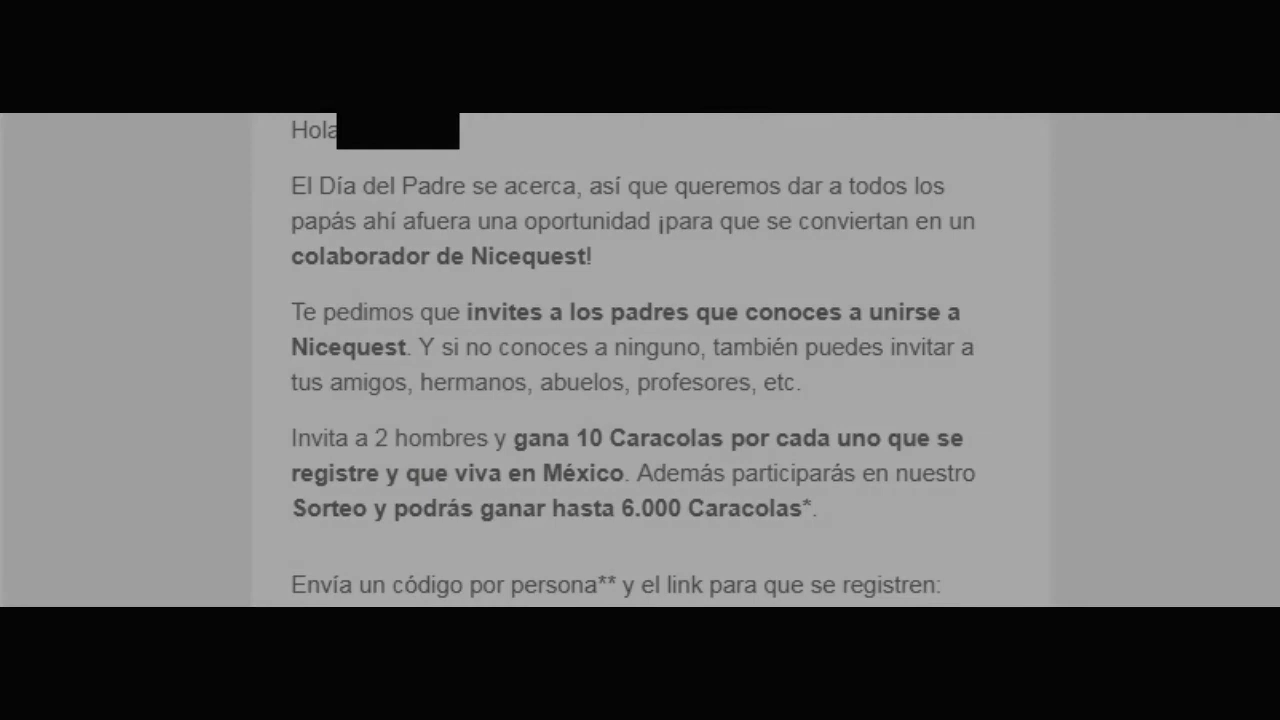 Hola
El Día del Padre se acerca, así que queremos dar a todos los
papás ahí afuera una oportunidad ¡para que se conviertan en un
colaborador de Nicequest!
Te pedimos que invites a los padres que conoces a unirse a
Nicequest. Y si no conoces a ninguno, también puedes invitar a
tus amigos, hermanos, abuelos, profesores, etc.
Invita a 2 hombres y gana 10 Caracolas por cada uno que se
registre y que viva en México. Además participarás en nuestro
Sorteo y podrás ganar hasta 6.000 Caracolas*.
Envía un código por persona** y el link para que se registren: